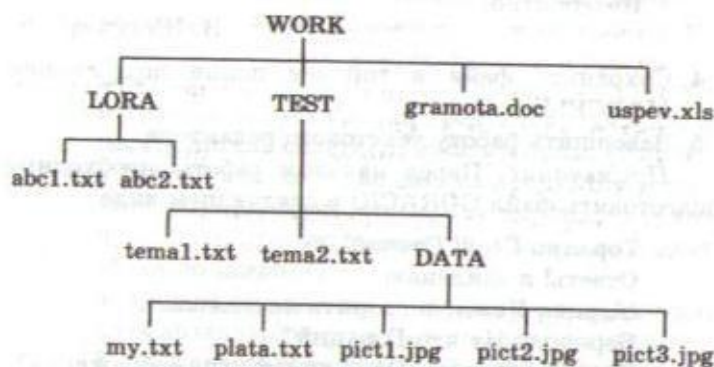 WORK
LORA TEST gramota.doc uspev.xls
abc1.txt abc2.txt
tema1.txt tema2.txt DATA
my.txt plata.txt pict1.jpg pict2.jpg pict3.jpg